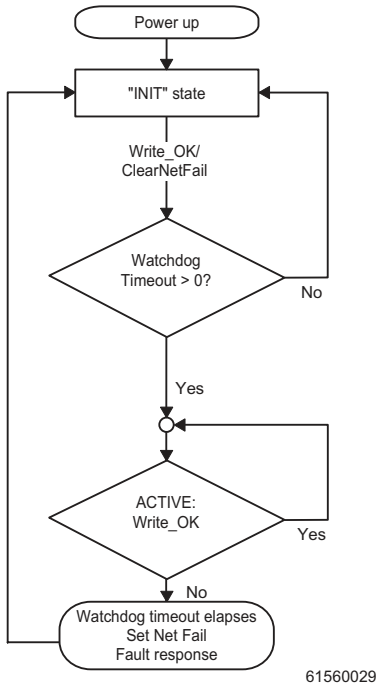 Power up
"INIT" state
Write_OK/
ClearNetFail
Watchdog
Timeout > 0?
No
Yes
ACTIVE:
Write_OK
Yes
No
Watchdog timeout elapses
Set Net Fail
Fault response
61560029